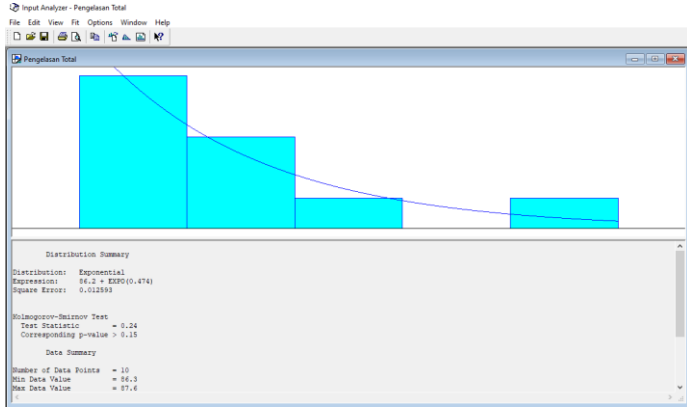 Input Analyzer - Pengelasan Total
File Edit View Fit Options Window Help
Pengelasan Total
Distribution Summary
Distribution: Exponential
Expression: 86.2 + EXPO(0.474)
Square Error: 0.012593
Kolmogorov-Smirnov Test
Test Statistic = 0.24
Corresponding p-value > 0.15
Data Summary
Number of Data Points = 10
Min Data Value = 86.3
Max Data Value = 87.6